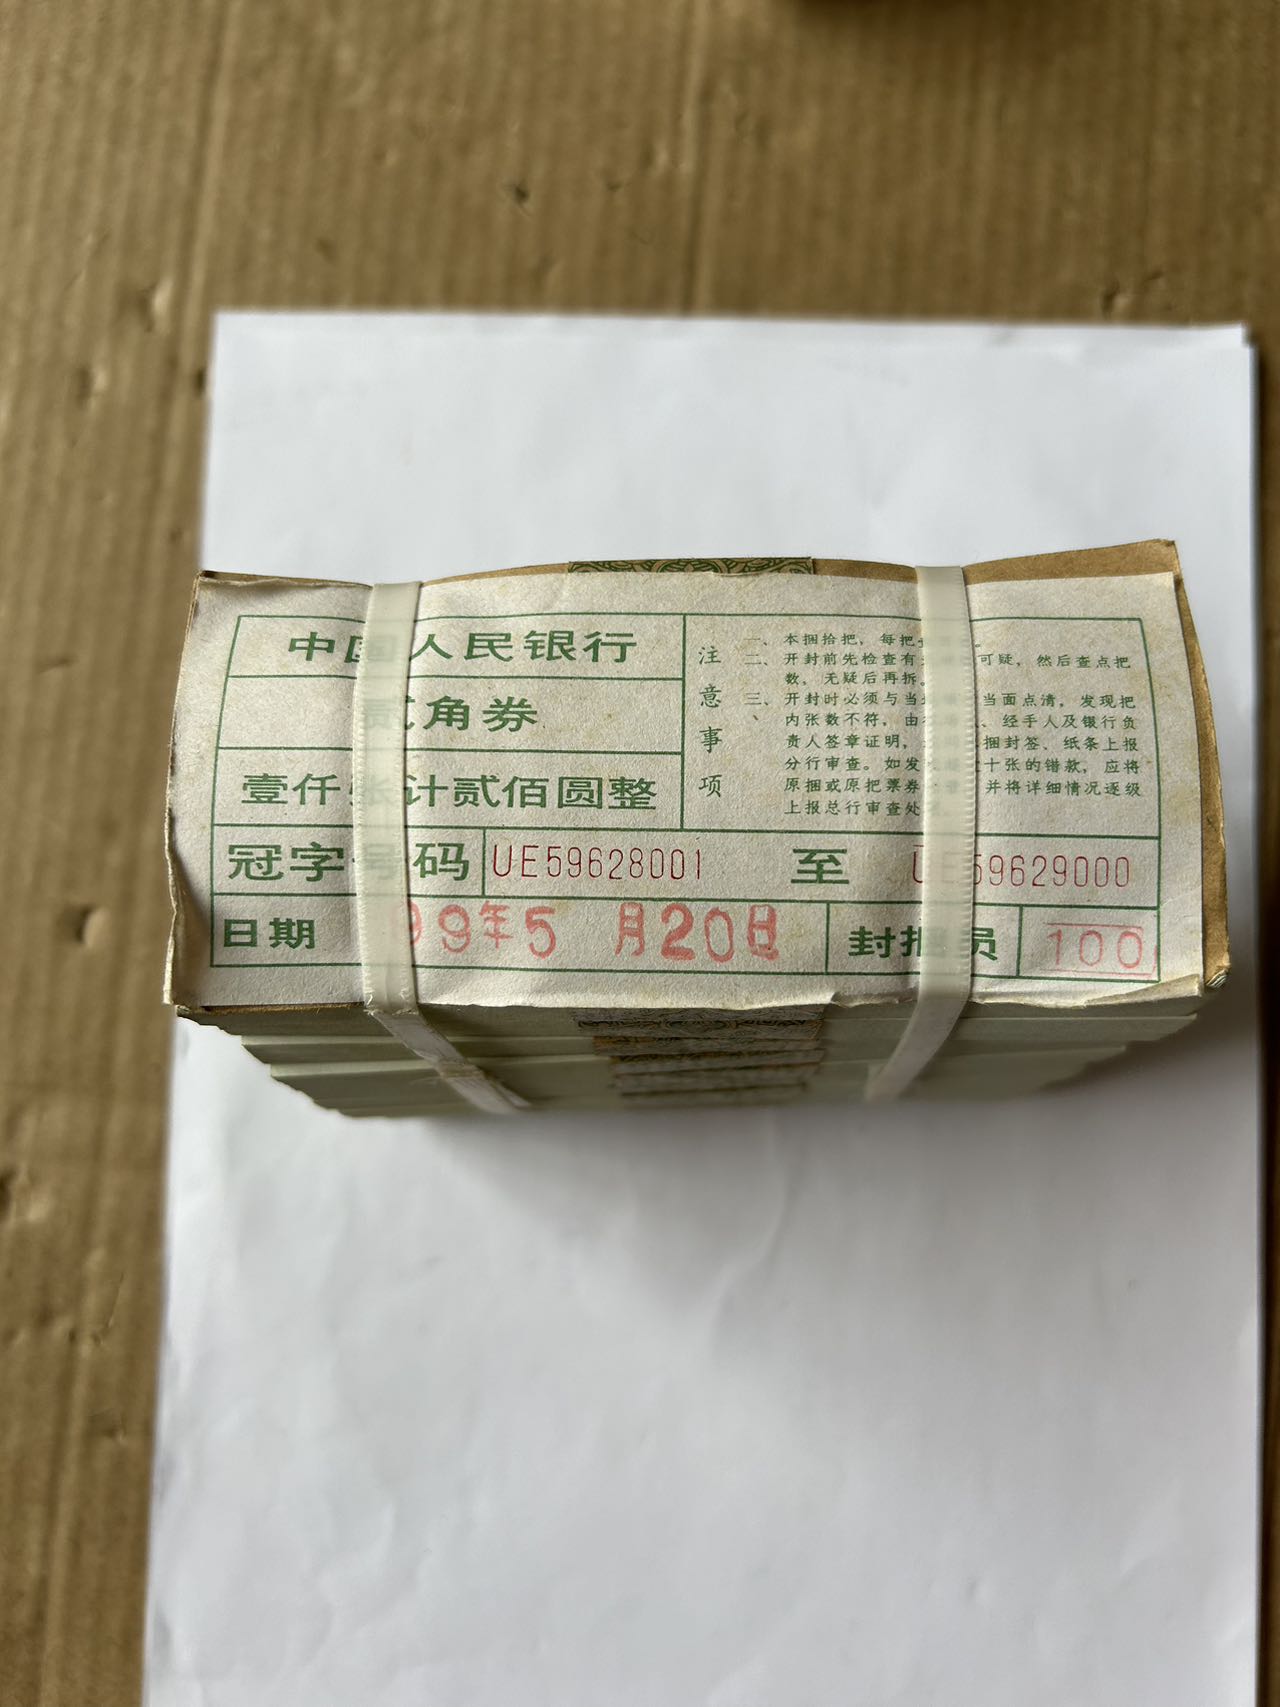 中国人民银行
贰角券
壹仟张计贰佰圆整
冠字号码 UE59628001 至 UE59629000
日期 99年5月20日 封捆员 100
注意事项
一、本捆拾把，每把
二、开封前先检查有 可疑，然后查点把
数，无疑后再拆。
三、开封时必须与当 当面点清，发现把
内张数不符，由 、经手人及银行负
责人签章证明， 捆封签、纸条上报
分行审查。如发 十张的错款，应将
原捆或原把票券 并将详细情况逐级
上报总行审查处